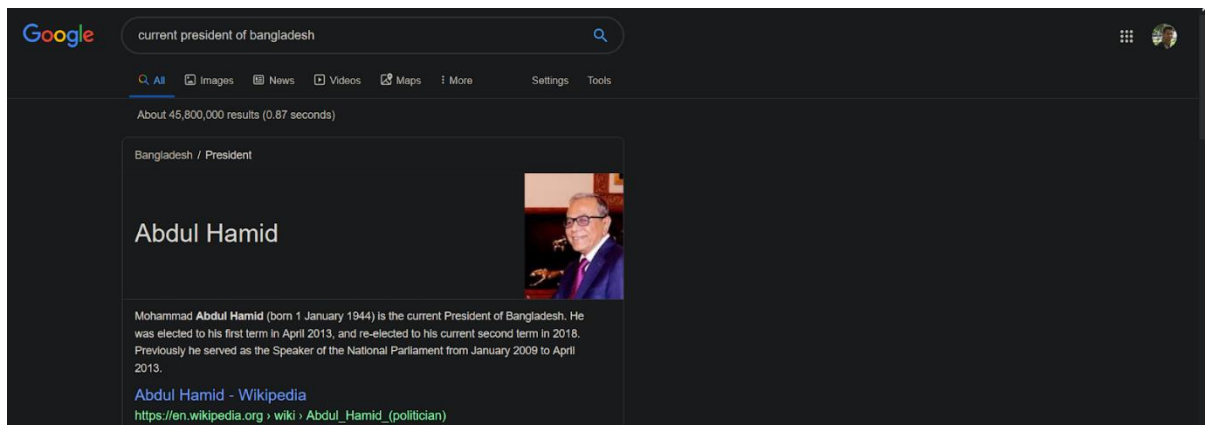 Google
current president of bangladesh
All Images News Videos Maps More Settings Tools
About 45,800,000 results (0.87 seconds)
Bangladesh / President
Abdul Hamid
Mohammad Abdul Hamid (born 1 January 1944) is the current President of Bangladesh. He
was elected to his first term in April 2013, and re-elected to his current second term in 2018.
Previously he served as the Speaker of the National Parliament from January 2009 to April
2013.
Abdul Hamid - Wikipedia
https://en.wikipedia.org › wiki › Abdul_Hamid_(politician)